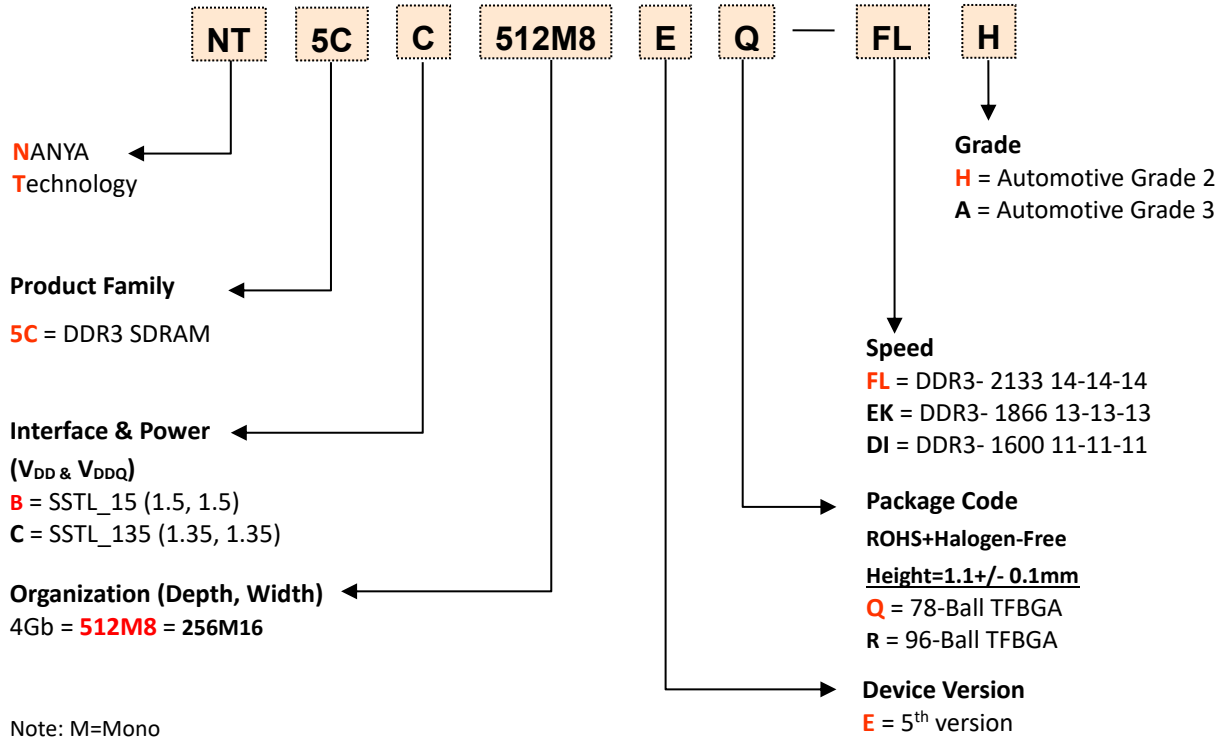 NT 5C C 512M8 E Q — FL H
NANYA
Technology
Grade
H = Automotive Grade 2
A = Automotive Grade 3
Product Family
5C = DDR3 SDRAM
Speed
FL = DDR3- 2133 14-14-14
EK = DDR3- 1866 13-13-13
DI = DDR3- 1600 11-11-11
Interface & Power
(VDD & VDDQ)
B = SSTL_15 (1.5, 1.5)
C = SSTL_135 (1.35, 1.35)
Package Code
ROHS+Halogen-Free
Height=1.1+/- 0.1mm
Q = 78-Ball TFBGA
R = 96-Ball TFBGA
Organization (Depth, Width)
4Gb = 512M8 = 256M16
Device Version
E = 5th version
Note: M=Mono